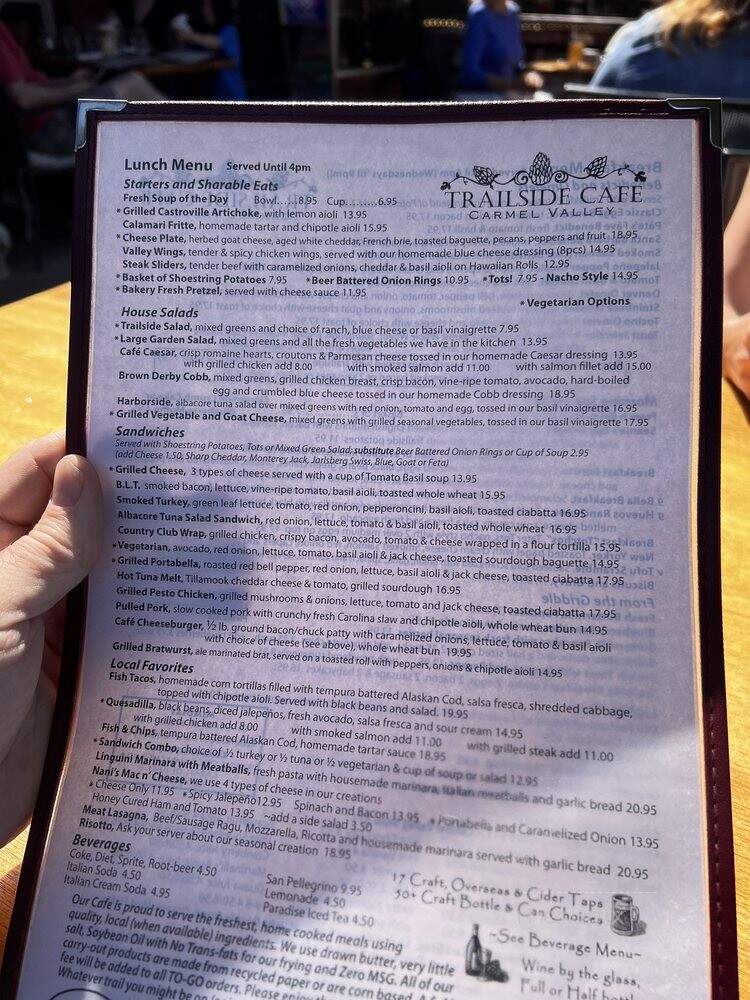 Lunch Menu Served Until 4pm
TRAILSIDE CAFE
CARMEL VALLEY
Starters and Sharable Eats
Fresh Soup of the Day Bowl.....8.95 Cup.........6.95
* Grilled Castroville Artichoke, with lemon aioli 13.95
Calamari Fritte, homemade tartar and chipotle aioli 15.95
* Cheese Plate, herbed goat cheese, aged white cheddar, French brie, toasted baguette, pecans, peppers and fruit 18.95
Valley Wings, tender & spicy chicken wings, served with our homemade blue cheese dressing (8pcs) 14.95
Steak Sliders, tender beef with caramelized onions, cheddar & basil aioli on Hawaiian Rolls 12.95
* Basket of Shoestring Potatoes 7.95 * Beer Battered Onion Rings 10.95 * Tots! 7.95 - Nacho Style 14.95
* Bakery Fresh Pretzel, served with cheese sauce 11.95
* Vegetarian Options
House Salads
* Trailside Salad, mixed greens and choice of ranch, blue cheese or basil vinaigrette 7.95
* Large Garden Salad, mixed greens and all the fresh vegetables we have in the kitchen 13.95
Café Caesar, crisp romaine hearts, croutons & Parmesan cheese tossed in our homemade Caesar dressing 13.95
with grilled chicken add 8.00 with smoked salmon add 11.00 with salmon fillet add 15.00
Brown Derby Cobb, mixed greens, grilled chicken breast, crisp bacon, vine-ripe tomato, avocado, hard-boiled
egg and crumbled blue cheese tossed in our homemade Cobb dressing 18.95
Harborside, albacore tuna salad over mixed greens with red onion, tomato and egg, tossed in our basil vinaigrette 16.95
* Grilled Vegetable and Goat Cheese, mixed greens with grilled seasonal vegetables, tossed in our basil vinaigrette 17.95
Sandwiches
Served with Shoestring Potatoes, Tots or Mixed Green Salad; substitute Beer Battered Onion Rings or Cup of Soup 2.95
(add Cheese 1.50, Sharp Cheddar, Monterey Jack, Jarlsberg Swiss, Blue, Goat or Feta)
* Grilled Cheese, 3 types of cheese served with a cup of Tomato Basil soup 13.95
B.L.T. smoked bacon, lettuce, vine-ripe tomato, basil aioli, toasted whole wheat 15.95
Smoked Turkey, green leaf lettuce, tomato, red onion, pepperoncini, basil aioli, toasted ciabatta 16.95
Albacore Tuna Salad Sandwich, red onion, lettuce, tomato & basil aioli, toasted whole wheat 16.95
Country Club Wrap, grilled chicken, crispy bacon, avocado, tomato & cheese wrapped in a flour tortilla 15.95
* Vegetarian, avocado, red onion, lettuce, tomato, basil aioli & jack cheese, toasted sourdough baguette 14.95
* Grilled Portabella, roasted red bell pepper, red onion, lettuce, basil aioli & jack cheese, toasted ciabatta 17.95
Hot Tuna Melt, Tillamook cheddar cheese & tomato, grilled sourdough 16.95
Grilled Pesto Chicken, grilled mushrooms & onions, lettuce, tomato and jack cheese, toasted ciabatta 17.95
Pulled Pork, slow cooked pork with crunchy fresh Carolina slaw and chipotle aioli, whole wheat bun 14.95
Café Cheeseburger, ½ lb. ground bacon/chuck patty with caramelized onions, lettuce, tomato & basil aioli
with choice of cheese (see above), whole wheat bun 19.95
Grilled Bratwurst, ale marinated brat, served on a toasted roll with peppers, onions & chipotle aioli 14.95
Local Favorites
Fish Tacos, homemade corn tortillas filled with tempura battered Alaskan Cod, salsa fresca, shredded cabbage,
topped with chipotle aioli. Served with black beans and salad. 19.95
* Quesadilla, black beans, diced jalepeños, fresh avocado, salsa fresca and sour cream 14.95
with grilled chicken add 8.00 with smoked salmon add 11.00 with grilled steak add 11.00
Fish & Chips, tempura battered Alaskan Cod, homemade tartar sauce 18.95
* Sandwich Combo, choice of ½ turkey or ½ tuna or ½ vegetarian & cup of soup or salad 12.95
Linguini Marinara with Meatballs, fresh pasta with housemade marinara, Italian meatballs and garlic bread 20.95
Nani's Mac n' Cheese, we use 4 types of cheese in our creations
* Cheese Only 11.95 * Spicy Jalepeño 12.95 Spinach and Bacon 13.95 * Portabella and Caramelized Onion 13.95
Honey Cured Ham and Tomato 13.95 ~add a side salad 3.50
Meat Lasagna, Beef/Sausage Ragu, Mozzarella, Ricotta and housemade marinara served with garlic bread 20.95
Risotto, Ask your server about our seasonal creation 18.95
Beverages
Coke, Diet, Sprite, Root-beer 4.50
Italian Soda 4.50
Italian Cream Soda 4.95
San Pellegrino 9.95
Lemonade 4.50
Paradise Iced Tea 4.50
17 Craft, Overseas & Cider Taps
30+ Craft Bottle & Can Choices
~See Beverage Menu~
Wine by the glass,
Full or Half
Our Cafe is proud to serve the freshest, home cooked meals using
quality, local (when available) ingredients. We use drawn butter, very little
salt, Soybean Oil with No Trans-fats for our frying and Zero MSG. All of our
carry-out products are made from recycled paper or are corn based.
fee will be added to all TO-GO orders. Please
Whatever trail you might be